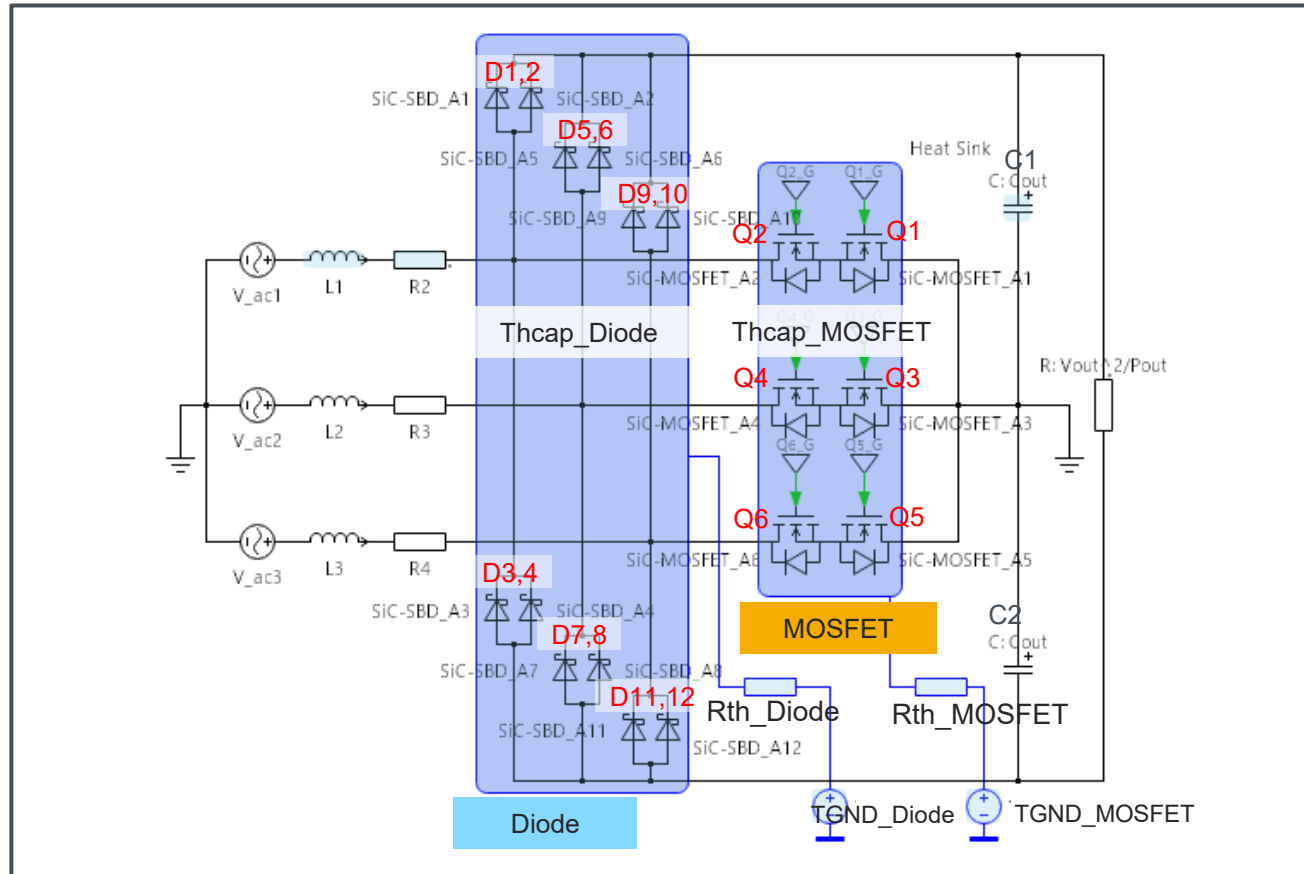 D1,2
SiC-SBD_A1
SiC-SBD_A2
D5,6
SiC-SBD_A5
SiC-SBD_A6
Heat Sink
C1
C: Cout
D9,10
SiC-SBD_A9
SiC-SBD_A10
Q2_G
Q1_G
Q2
Q1
V_ac1
L1
R2
SiC-MOSFET_A2
SiC-MOSFET_A1
Thcap_Diode
Thcap_MOSFET
Q4_G
Q3_G
R: Vout^2/Pout
Q4
Q3
V_ac2
L2
R3
SiC-MOSFET_A4
SiC-MOSFET_A3
Q6_G
Q5_G
Q6
Q5
V_ac3
L3
R4
SiC-MOSFET_A6
SiC-MOSFET_A5
D3,4
SiC-SBD_A3
SiC-SBD_A4
MOSFET
C2
C: Cout
D7,8
SiC-SBD_A7
SiC-SBD_A8
D11,12
Rth_Diode
Rth_MOSFET
SiC-SBD_A11
SiC-SBD_A12
Diode
TGND_Diode
TGND_MOSFET